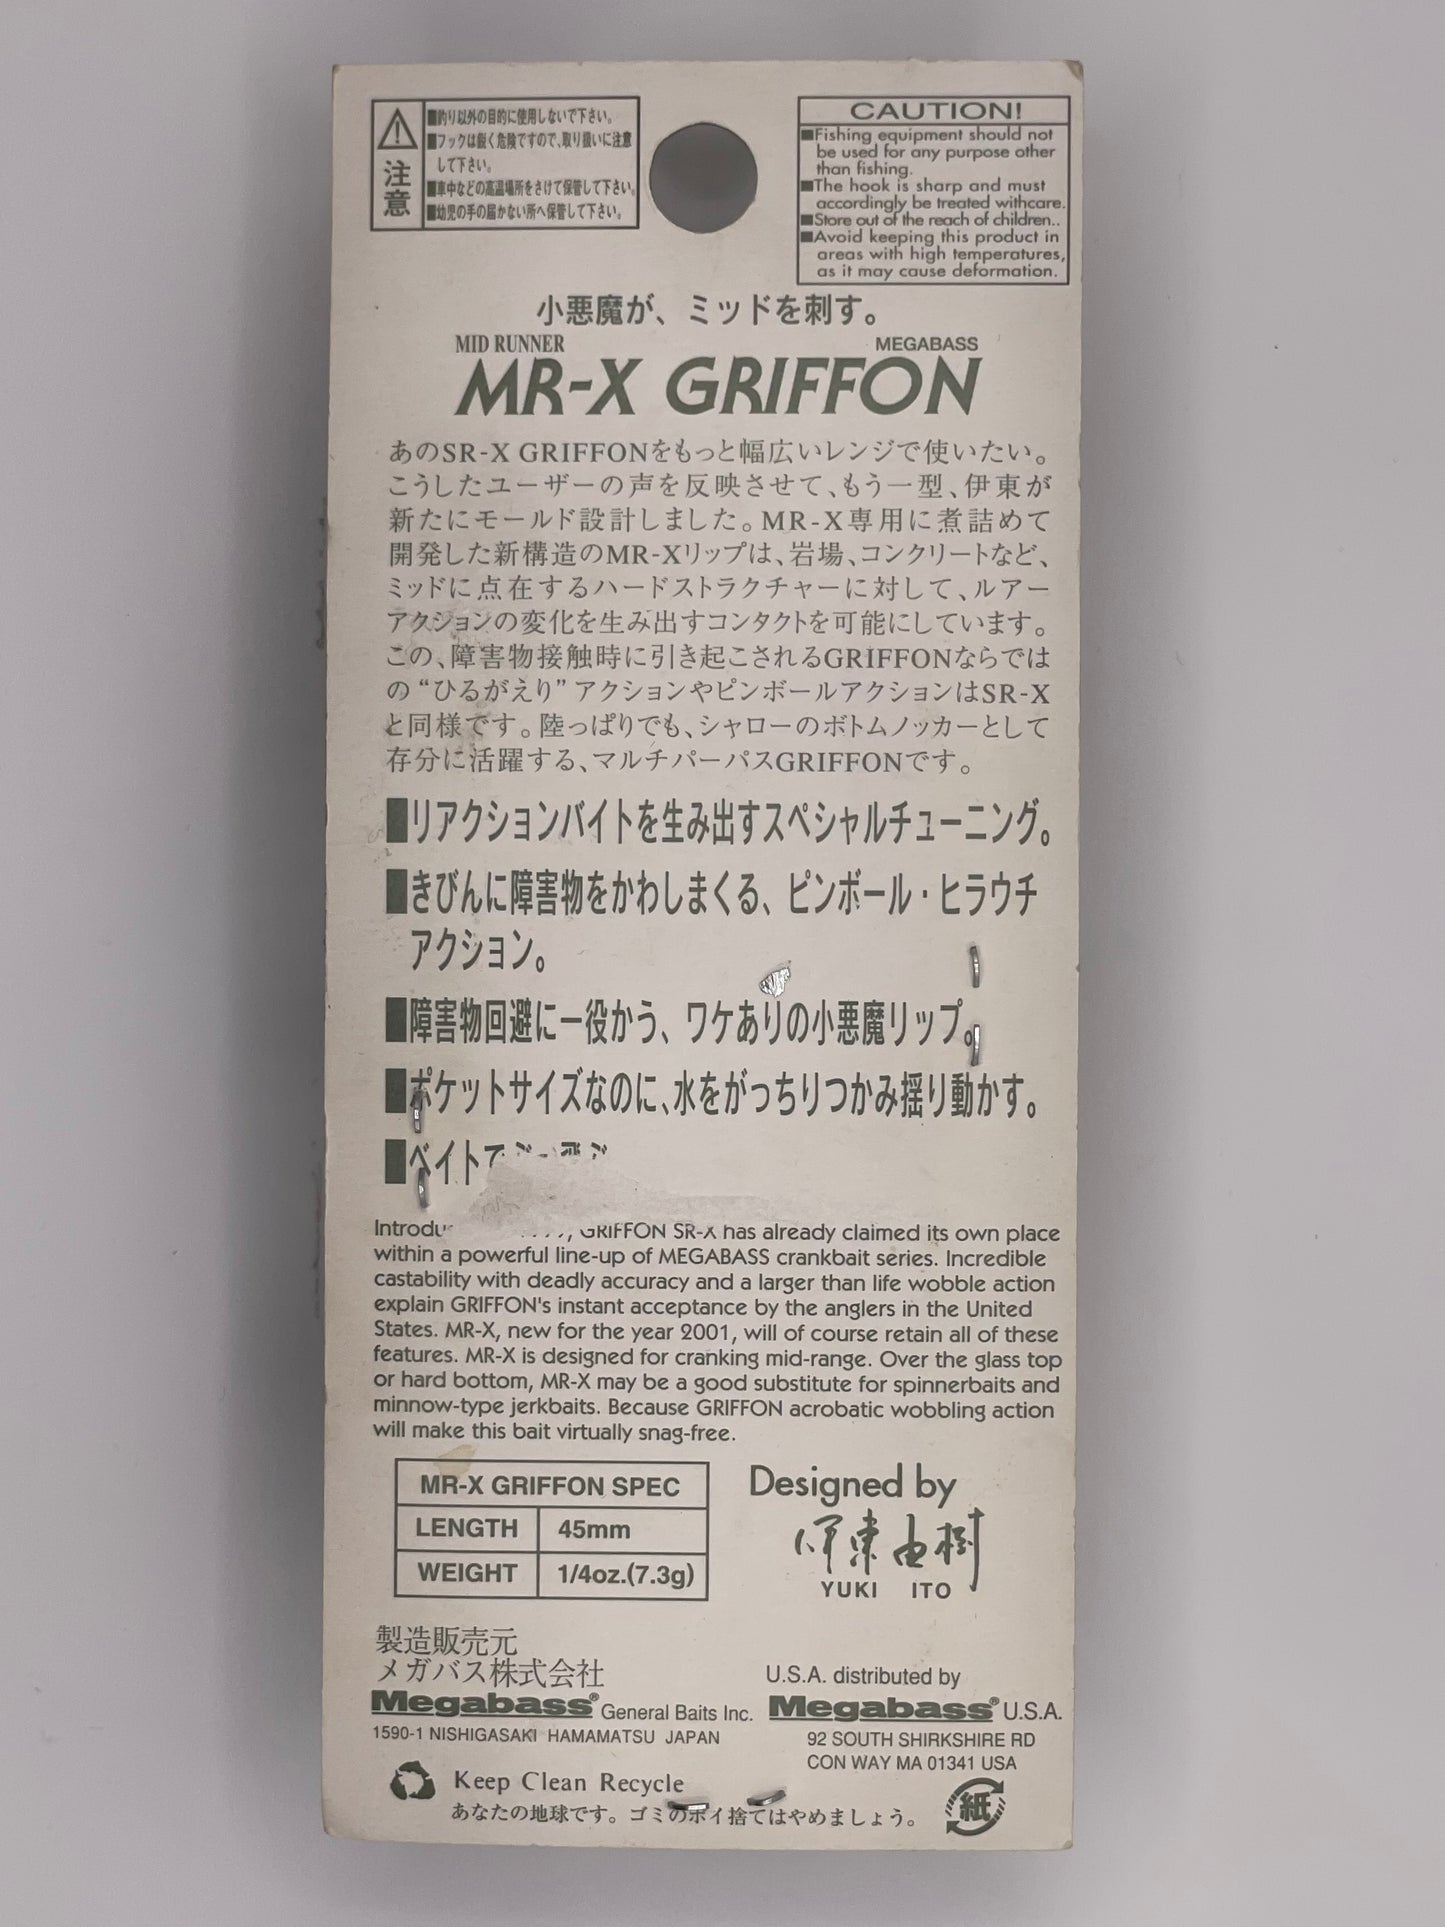 注意
■釣り以外の目的に使用しないで下さい。
■フックは鋭く危険ですので、取り扱いに注意
して下さい。
■車中などの高温場所をさけて保管して下さい。
■幼児の手の届かない所へ保管して下さい。
CAUTION!
■Fishing equipment should not
be used for any purpose other
than fishing.
■The hook is sharp and must
accordingly be treated withcare.
■Store out of the reach of children..
■Avoid keeping this product in
areas with high temperatures,
as it may cause deformation.
小悪魔が、ミッドを刺す。
MID RUNNER MEGABASS
MR-X GRIFFON
あのSR-X GRIFFONをもっと幅広いレンジで使いたい。
こうしたユーザーの声を反映させて、もう一型、伊東が
新たにモールド設計しました。MR-X専用に煮詰めて
開発した新構造のMR-Xリップは、岩場、コンクリートなど、
ミッドに点在するハードストラクチャーに対して、ルアー
アクションの変化を生み出すコンタクトを可能にしています。
この、障害物接触時に引き起こされるGRIFFONならでは
の“ひるがえり”アクションやピンボールアクションはSR-X
と同様です。陸っぱりでも、シャローのボトムノッカーとして
存分に活躍する、マルチパーパスGRIFFONです。
■リアクションバイトを生み出すスペシャルチューニング。
■きびんに障害物をかわしまくる、ピンボール・ヒラウチ
アクション。
■障害物回避に一役かう、ワケありの小悪魔リップ。
■ポケットサイズなのに、水をがっちりつかみ揺り動かす。
■ベイトで
GRIFFON SR-X has already claimed its own place
within a powerful line-up of MEGABASS crankbait series. Incredible
castability with deadly accuracy and a larger than life wobble action
explain GRIFFON's instant acceptance by the anglers in the United
States. MR-X, new for the year 2001, will of course retain all of these
features. MR-X is designed for cranking mid-range. Over the glass top
or hard bottom, MR-X may be a good substitute for spinnerbaits and
minnow-type jerkbaits. Because GRIFFON acrobatic wobbling action
will make this bait virtually snag-free.
MR-X GRIFFON SPEC
LENGTH 45mm
WEIGHT 1/4oz.(7.3g)
Designed by
伊東由樹
YUKI ITO
製造販売元
メガバス株式会社
Megabass® General Baits Inc.
1590-1 NISHIGASAKI HAMAMATSU JAPAN
U.S.A. distributed by
Megabass® U.S.A.
92 SOUTH SHIRKSHIRE RD
CON WAY MA 01341 USA
Keep Clean Recycle
あなたの地球です。ゴミのポイ捨てはやめましょう。
紙